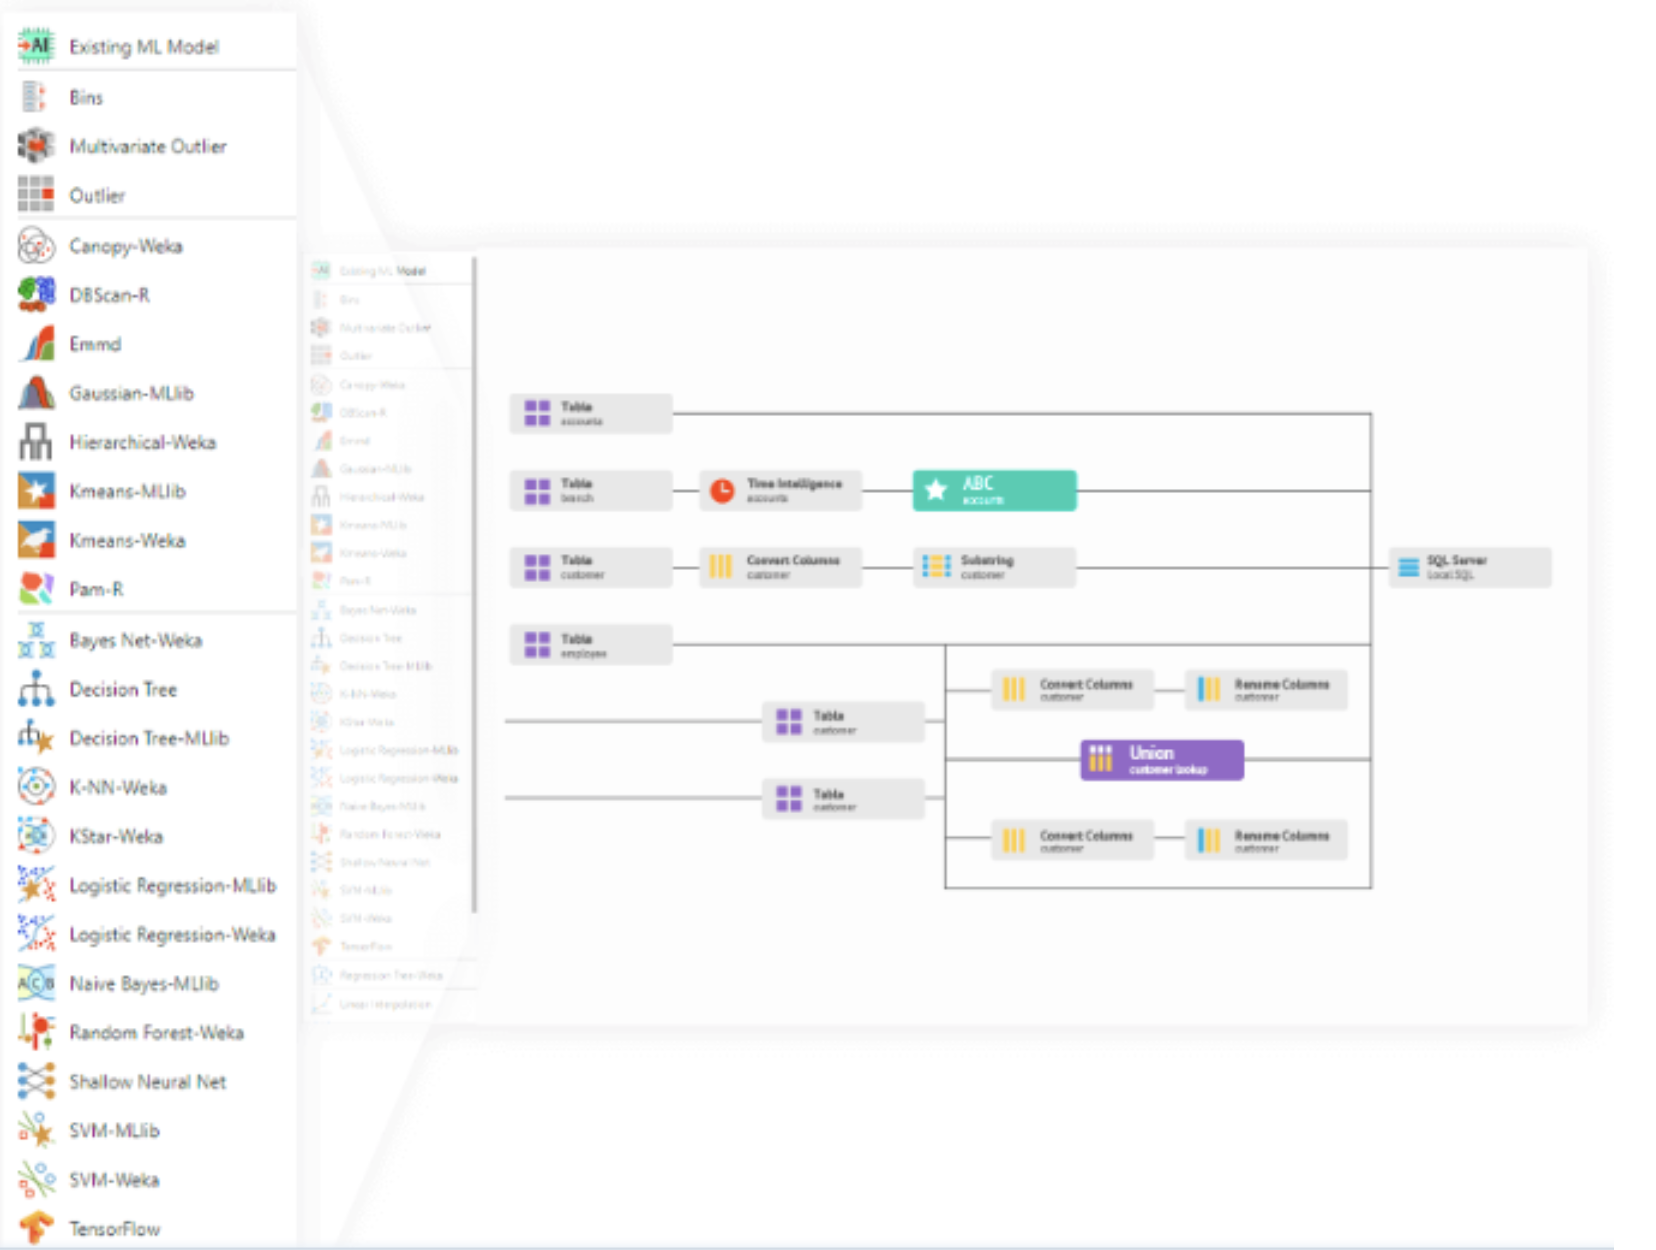 Existing ML Model
Bins
Multivariate Outlier
Outlier
Canopy-Weka
DBScan-R
Emmd
Gaussian-MLlib
Hierarchical-Weka
Kmeans-MLlib
Kmeans-Weka
Pam-R
Bayes Net-Weka
Decision Tree
Decision Tree-MLlib
K-NN-Weka
KStar-Weka
Logistic Regression-MLlib
Logistic Regression-Weka
Naive Bayes-MLlib
Random Forest-Weka
Shallow Neural Net
SVM-MLlib
SVM-Weka
TensorFlow
Existing ML Model
Bins
Multivariate Outlier
Outlier
Canopy-Weka
DBScan-R
Emmd
Gaussian-MLlib
Hierarchical-Weka
Kmeans-MLlib
Kmeans-Weka
Pam-R
Bayes Net-Weka
Decision Tree
Decision Tree-MLlib
K-NN-Weka
KStar-Weka
Logistic Regression-MLlib
Logistic Regression-Weka
Naive Bayes-MLlib
Random Forest-Weka
Shallow Neural Net
SVM-MLlib
SVM-Weka
TensorFlow
Regression Tree-Weka
Linear Interpolation
Table
accounts
Table
branch
Time Intelligence
accounts
ABC
accounts
Table
customer
Convert Columns
customer
Substring
customer
SQL Server
Local SQL
Table
employee
Convert Columns
customer
Rename Columns
customer
Table
customer
Union
customer lookup
Table
customer
Convert Columns
customer
Rename Columns
customer